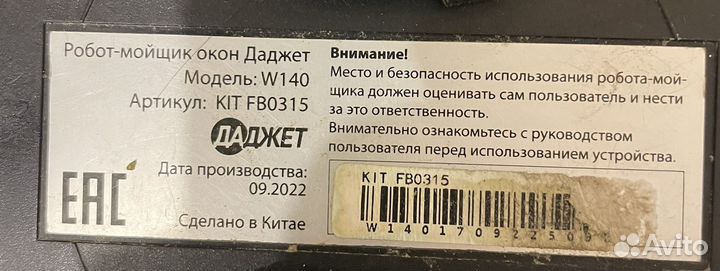 Робот-мойщик окон Даджет
Модель: W140
Артикул: KIT FB0315
ДАДЖЕТ
Дата производства:
09.2022
EAC
Сделано в Китае
Внимание!
Место и безопасность использования робота-мой-
щика должен оценивать сам пользователь и нести
за это ответственность.
Внимательно ознакомьтесь с руководством
пользователя перед использованием устройства.
KIT FB0315
Avito